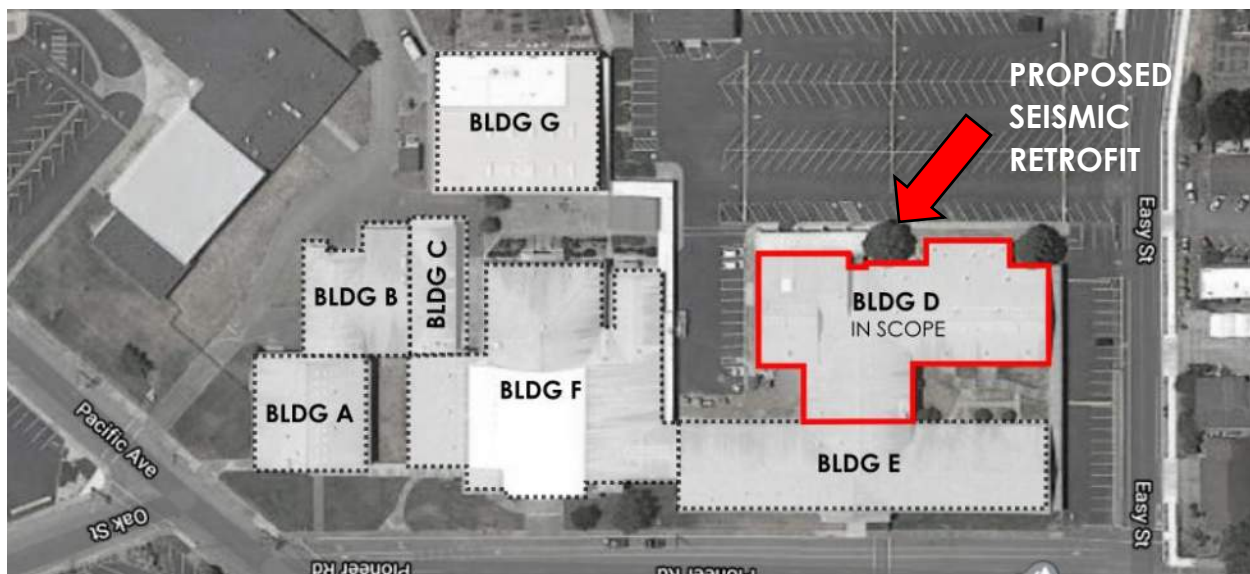 PROPOSED
SEISMIC
RETROFIT
BLDG G
Easy St
BLDG B
BLDG C
BLDG D
IN SCOPE
BLDG F
BLDG A
Pacific Ave
BLDG E
Oak St
Easy St
Pioneer Rd
Pioneer Rd